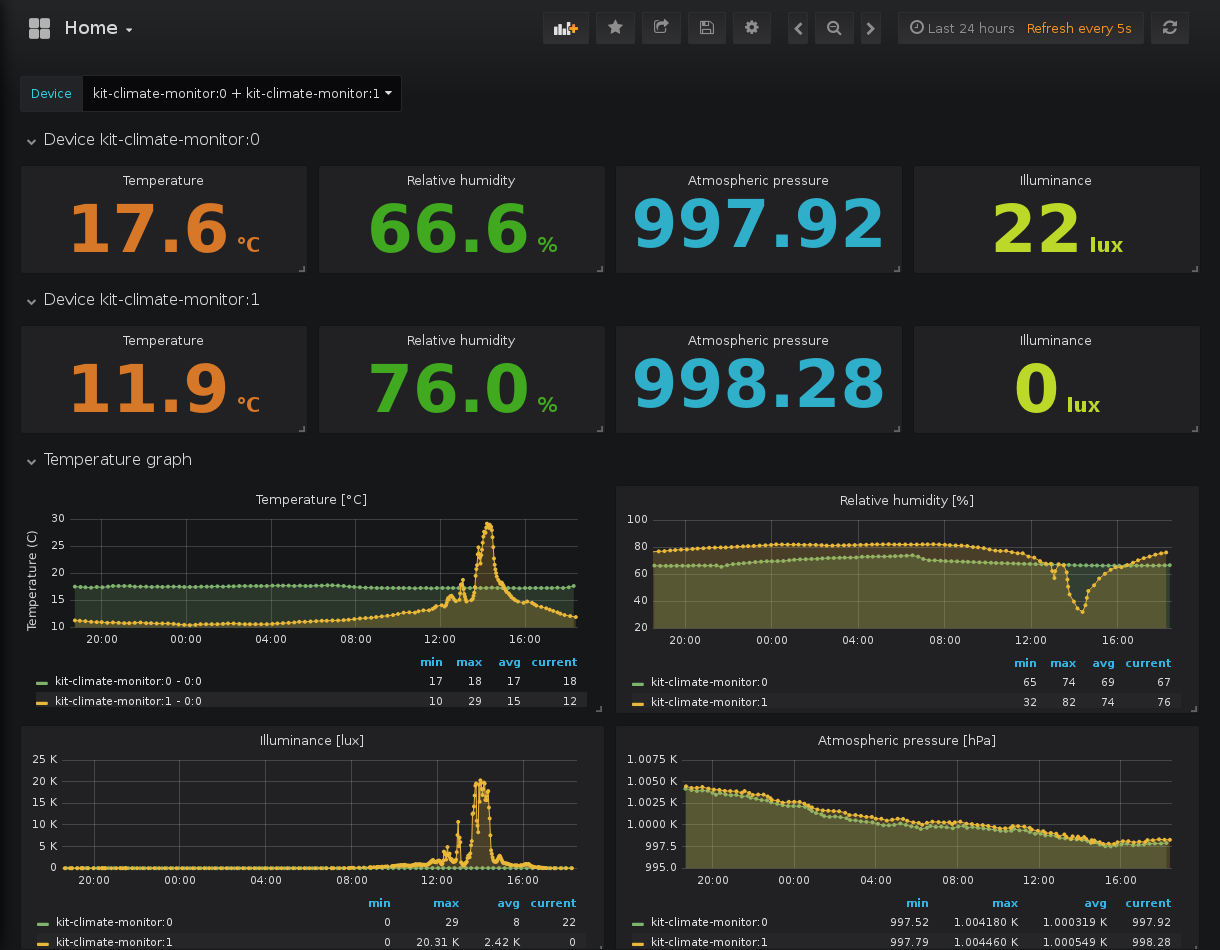 Home
Last 24 hours Refresh every 5s
Device kit-climate-monitor:0 + kit-climate-monitor:1
Device kit-climate-monitor:0
Temperature Relative humidity Atmospheric pressure Illuminance
17.6 °C 66.6 % 997.92 22 lux
Device kit-climate-monitor:1
Temperature Relative humidity Atmospheric pressure Illuminance
11.9 °C 76.0 % 998.28 0 lux
Temperature graph
Temperature [°C]
Temperature (C)
30
25
20
15
10
20:00 00:00 04:00 08:00 12:00 16:00
min max avg current
kit-climate-monitor:0 - 0:0 17 18 17 18
kit-climate-monitor:1 - 0:0 10 29 15 12
Relative humidity [%]
100
80
60
40
20
20:00 00:00 04:00 08:00 12:00 16:00
min max avg current
kit-climate-monitor:0 65 74 69 67
kit-climate-monitor:1 32 82 74 76
Illuminance [lux]
25 K
20 K
15 K
10 K
5 K
0
20:00 00:00 04:00 08:00 12:00 16:00
min max avg current
kit-climate-monitor:0 0 29 8 22
kit-climate-monitor:1 0 20.31 K 2.42 K 0
Atmospheric pressure [hPa]
1.0075 K
1.0050 K
1.0025 K
1.0000 K
997.5
995.0
20:00 00:00 04:00 08:00 12:00 16:00
min max avg current
kit-climate-monitor:0 997.52 1.004180 K 1.000319 K 997.92
kit-climate-monitor:1 997.79 1.004460 K 1.000549 K 998.28